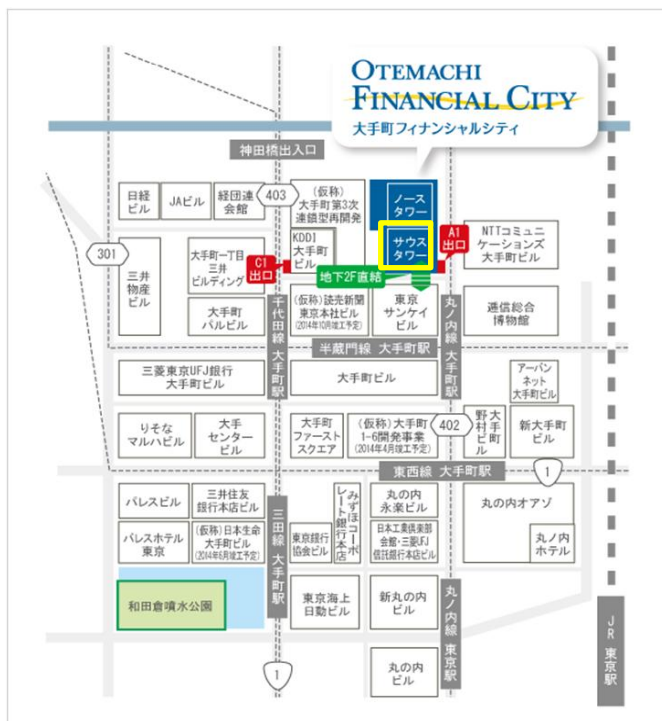 OTEMACHI
FINANCIAL CITY
大手町フィナンシャルシティ
神田橋出入口
日経
ビル
JAビル
経団連
会館
403
(仮称)
大手町第3次
連鎖型再開発
ノース
タワー
サウス
タワー
A1
出口
NTTコミュニ
ケーションズ
大手町ビル
301
三井
物産
ビル
大手町一丁目
三井
ビルディング
C1
出口
KDDI
大手町
ビル
地下2F直結
大手町
パルビル
千代田線 大手町駅
(仮称)読売新聞
東京本社ビル
(2014年10月竣工予定)
東京
サンケイ
ビル
丸ノ内線 大手町駅
逓信総合
博物館
半蔵門線 大手町駅
三菱東京UFJ銀行
大手町ビル
大手町ビル
アーバン
ネット
大手町ビル
りそな
マルハビル
大手
センター
ビル
大手町
ファースト
スクエア
(仮称)大手町
1-6開発事業
(2014年4月竣工予定)
402
大手町
野村ビル
新大手町
ビル
東西線 大手町駅
1
パレスビル
三井住友
銀行本店ビル
三田線 大手町駅
みずほコーポ
レート銀行本店
丸の内
永楽ビル
丸の内オアゾ
パレスホテル
東京
(仮称)日本生命
大手町ビル
(2014年6月竣工予定)
東京銀行
協会ビル
日本工業倶楽部
会館・三菱UFJ
信託銀行本店ビル
丸ノ内
ホテル
和田倉噴水公園
東京海上
日動ビル
新丸の内
ビル
丸ノ内線 東京駅
JR 東京駅
1
丸の内
ビル